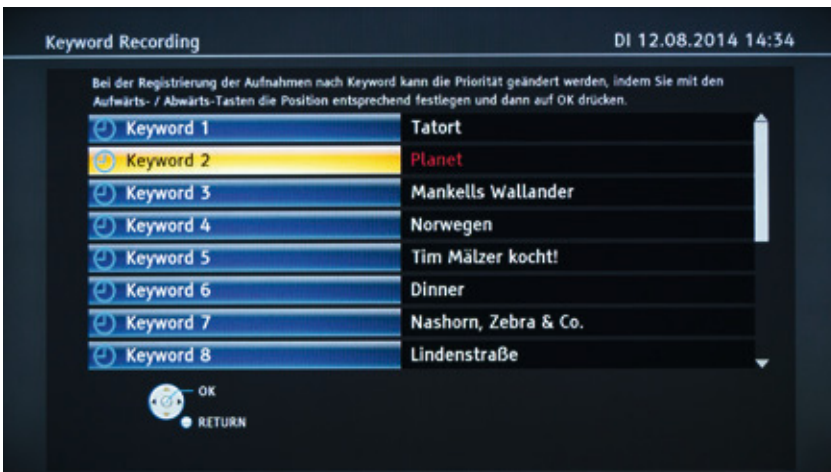 Keyword Recording DI 12.08.2014 14:34
Bei der Registrierung der Aufnahmen nach Keyword kann die Priorität geändert werden, indem Sie mit den
Aufwärts- / Abwärts-Tasten die Position entsprechend festlegen und dann auf OK drücken.
Keyword 1 Tatort
Keyword 2 Planet
Keyword 3 Mankells Wallander
Keyword 4 Norwegen
Keyword 5 Tim Mälzer kocht!
Keyword 6 Dinner
Keyword 7 Nashorn, Zebra & Co.
Keyword 8 Lindenstraße
OK
RETURN